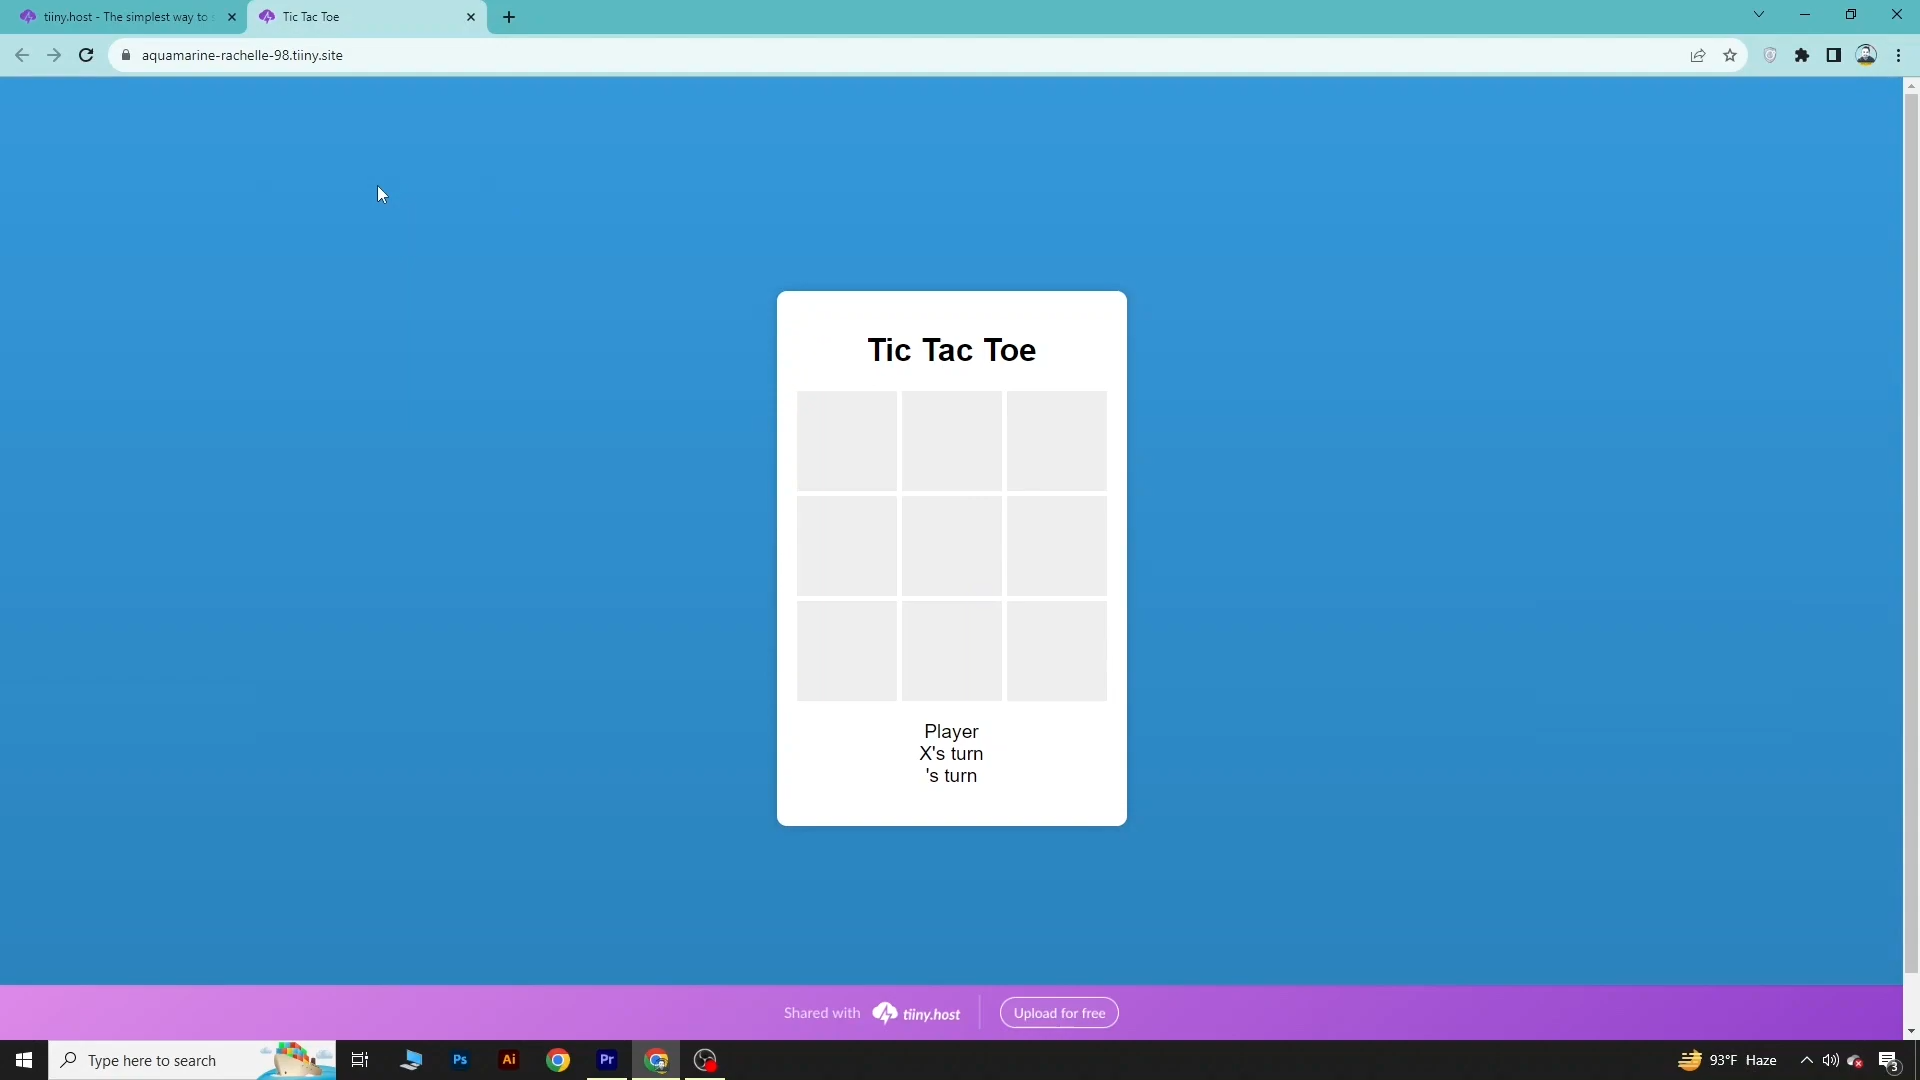 tiiny.host - The simplest way to s
Tic Tac Toe
aquamarine-rachelle-98.tiiny.site
Tic Tac Toe
Player
X's turn
's turn
Shared with tiiny.host Upload for free
Type here to search
Ps
Ai
Pr
93°F Haze
3